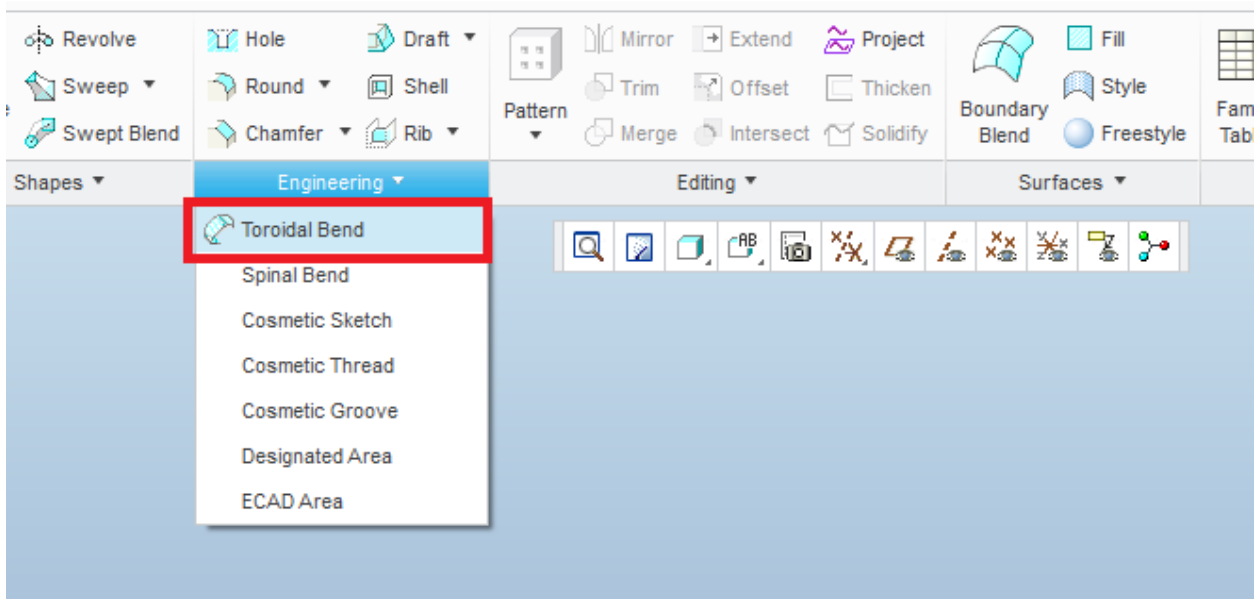 Revolve Hole Draft Mirror Extend Project Fill
Sweep Round Shell Trim Offset Thicken Style
Pattern Boundary Fam
Swept Blend Chamfer Rib Merge Intersect Solidify Blend Freestyle Tabl
Shapes Engineering Editing Surfaces
Toroidal Bend
Spinal Bend
Cosmetic Sketch
Cosmetic Thread
Cosmetic Groove
Designated Area
ECAD Area